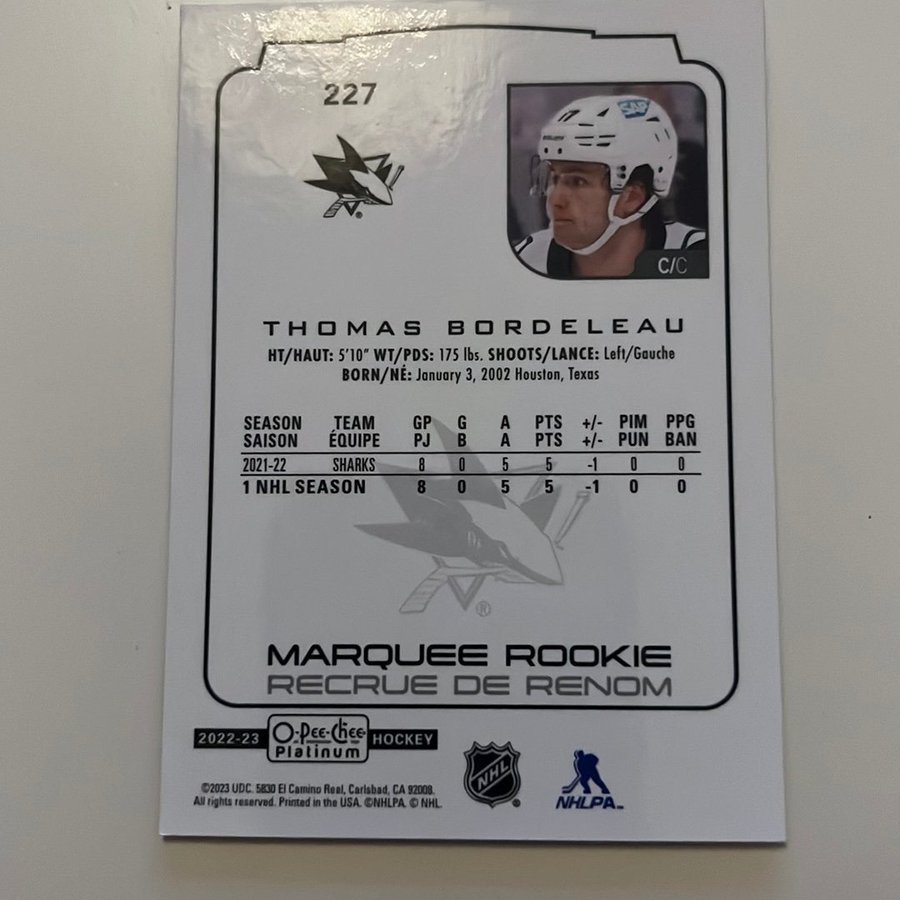 227
17
SAP
C/C
THOMAS BORDELEAU
HT/HAUT: 5'10" WT/PDS: 175 lbs. SHOOTS/LANCE: Left/Gauche
BORN/NÉ: January 3, 2002 Houston, Texas
SEASON TEAM GP G A PTS +/- PIM PPG
SAISON ÉQUIPE PJ B A PTS +/- PUN BAN
2021-22 SHARKS 8 0 5 5 -1 0 0
1 NHL SEASON 8 0 5 5 -1 0 0
®
MARQUEE ROOKIE
RECRUE DE RENOM
2022-23 O-Pee-Chee Platinum HOCKEY
©2023 UDC. 5830 El Camino Real, Carlsbad, CA 92008.
All rights reserved. Printed in the USA. ©NHLPA. © NHL.
NHL
NHLPA